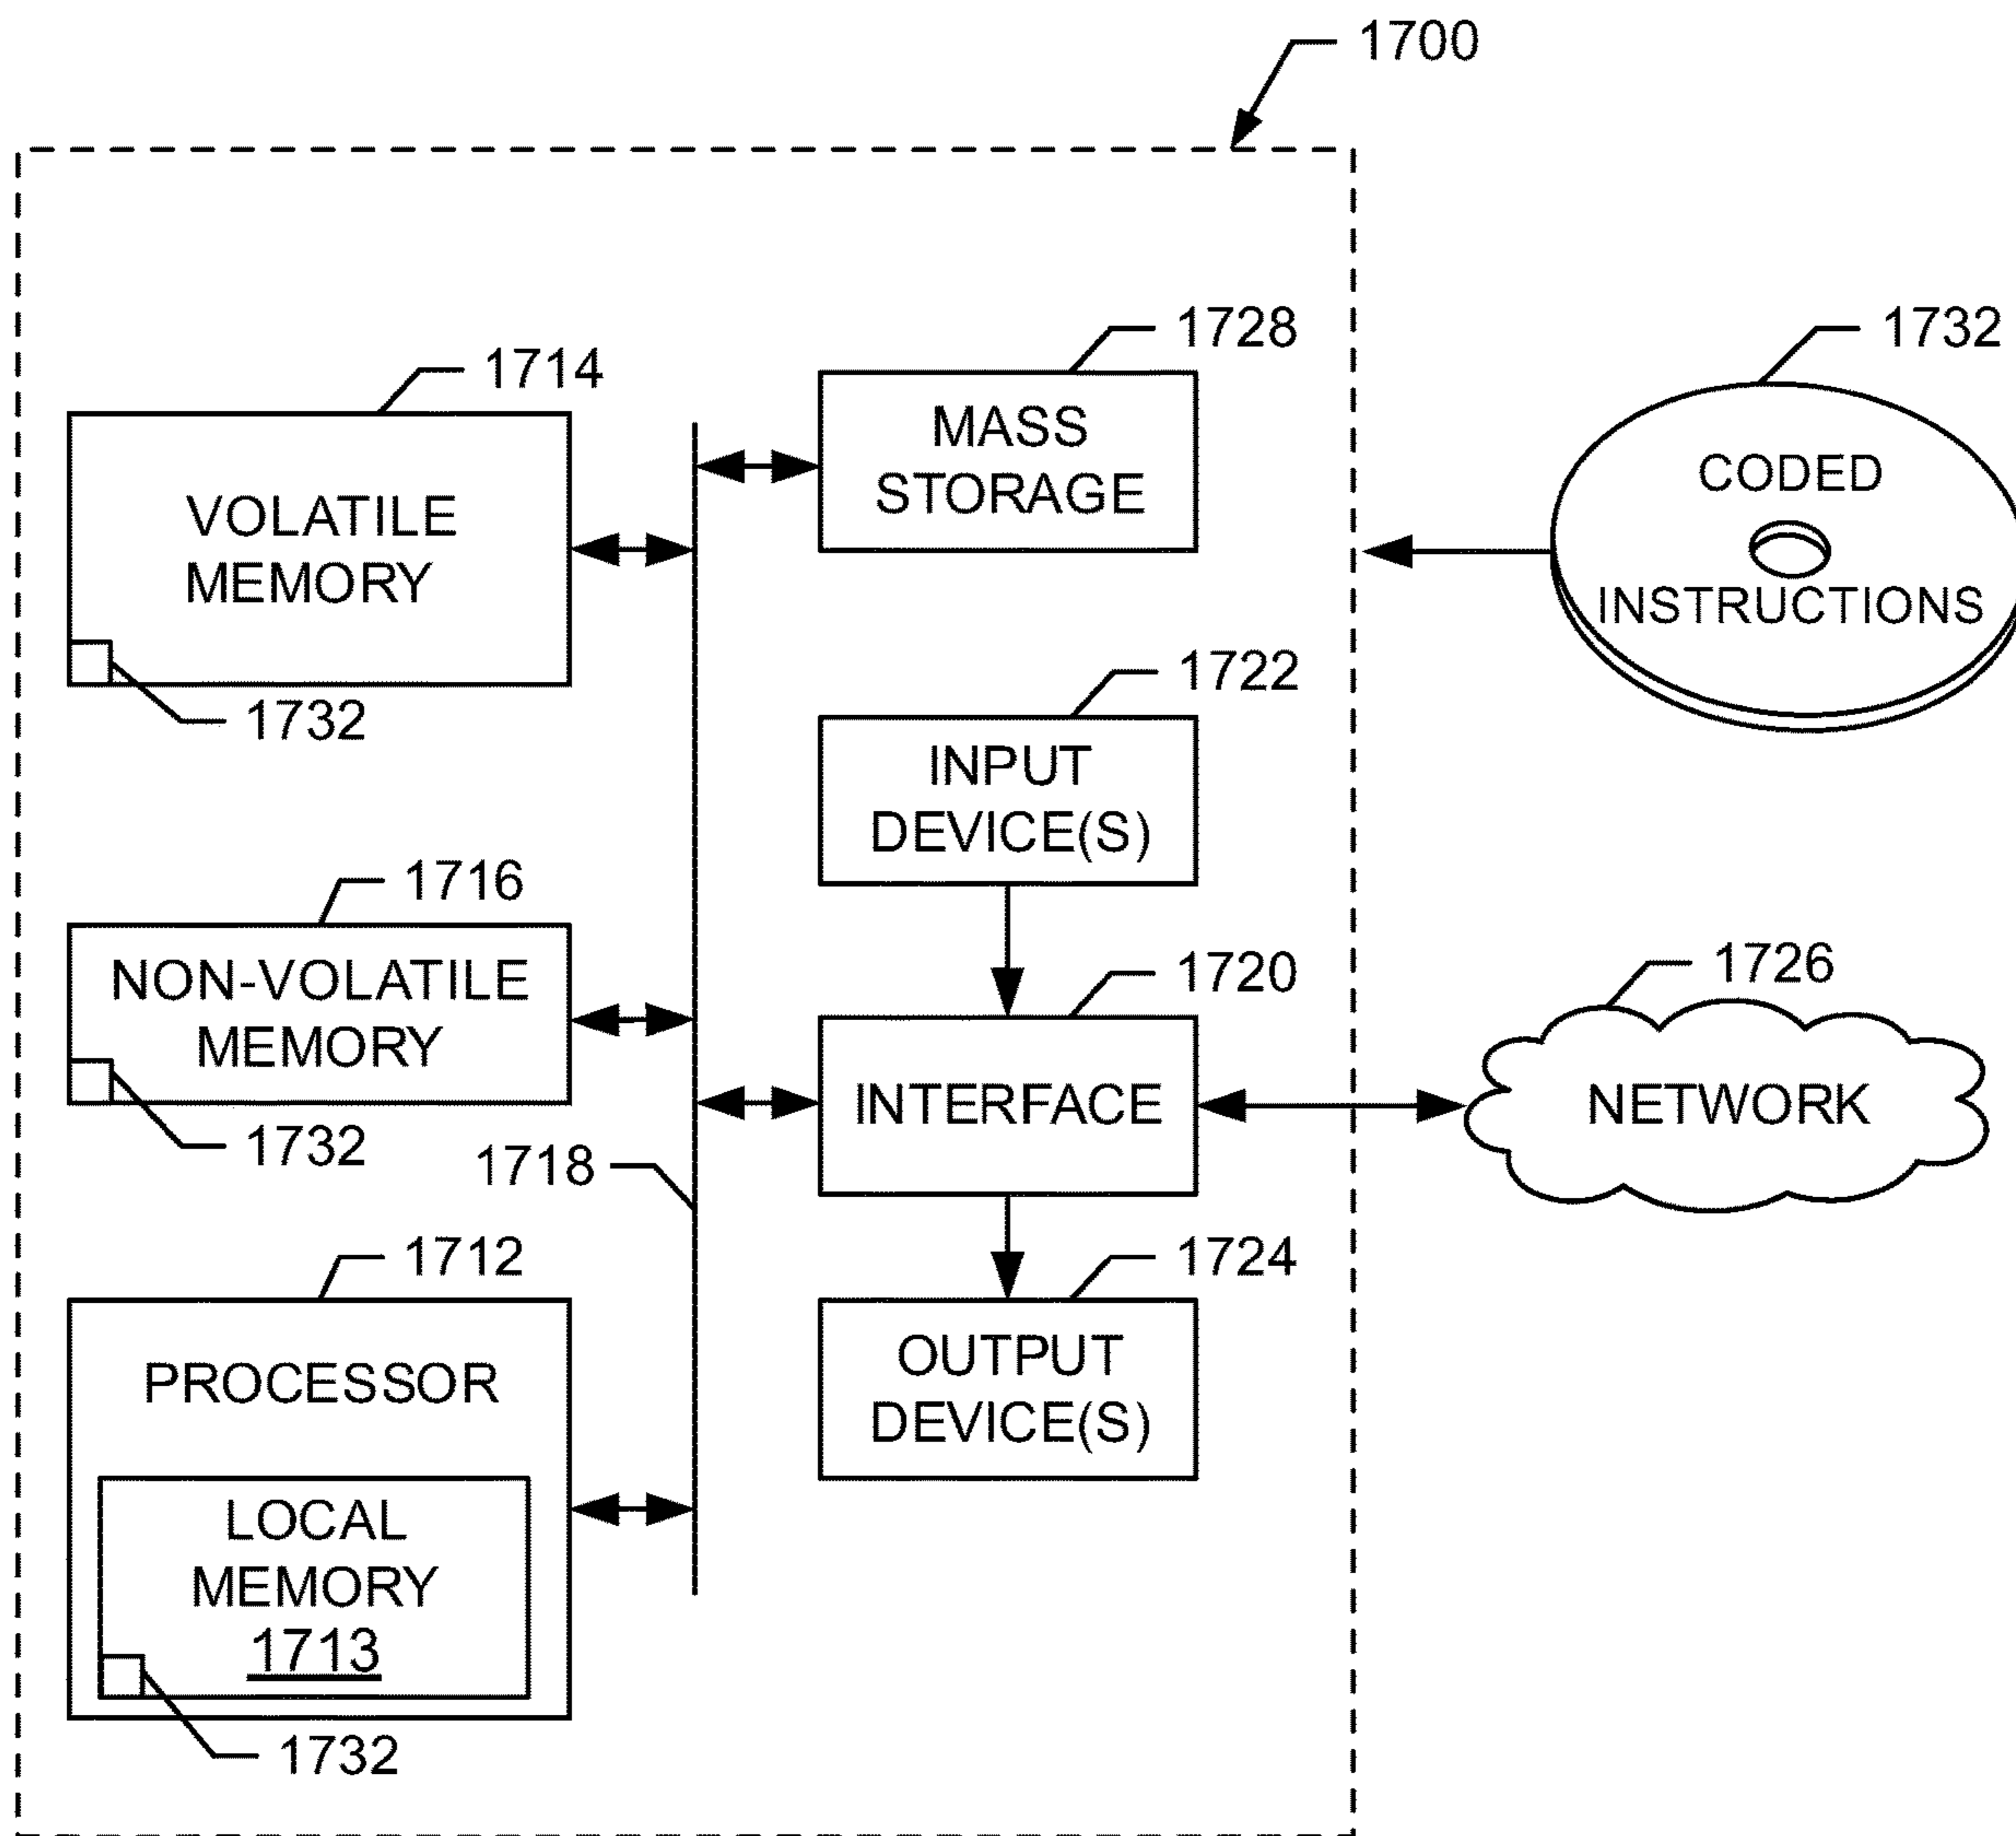 1700
1728
MASS
STORAGE
1732
CODED
INSTRUCTIONS
1714
VOLATILE
MEMORY
1732
1722
INPUT
DEVICE(S)
1716
NON-VOLATILE
MEMORY
1732
1720
INTERFACE
1726
NETWORK
1718
1712
PROCESSOR
LOCAL
MEMORY
1713
1732
1724
OUTPUT
DEVICE(S)